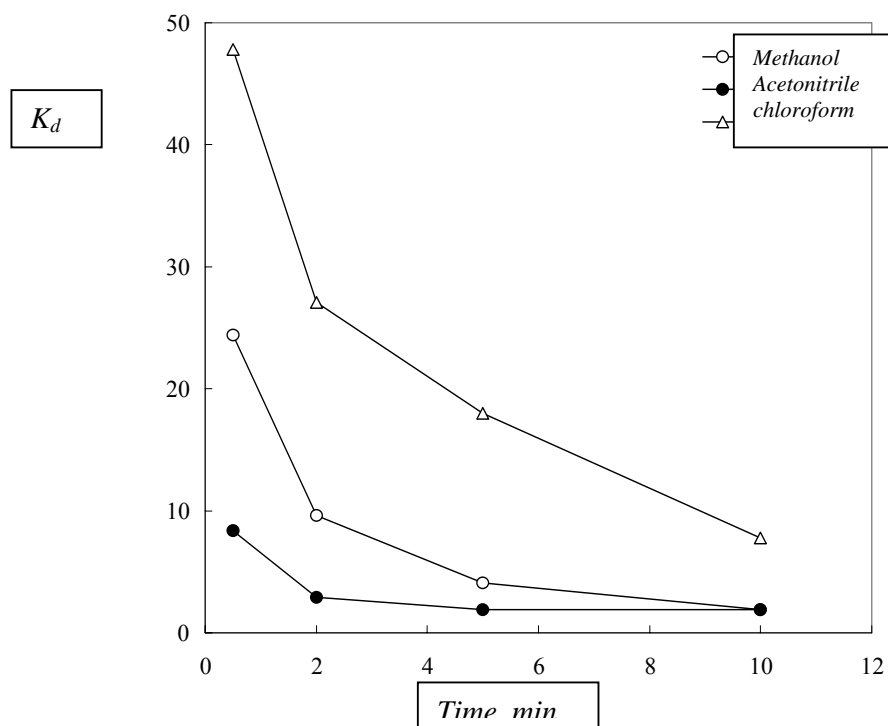 50
Methanol
Acetonitrile
chloroform
K_d
40
30
20
10
0
0 2 4 6 8 10 12
Time min